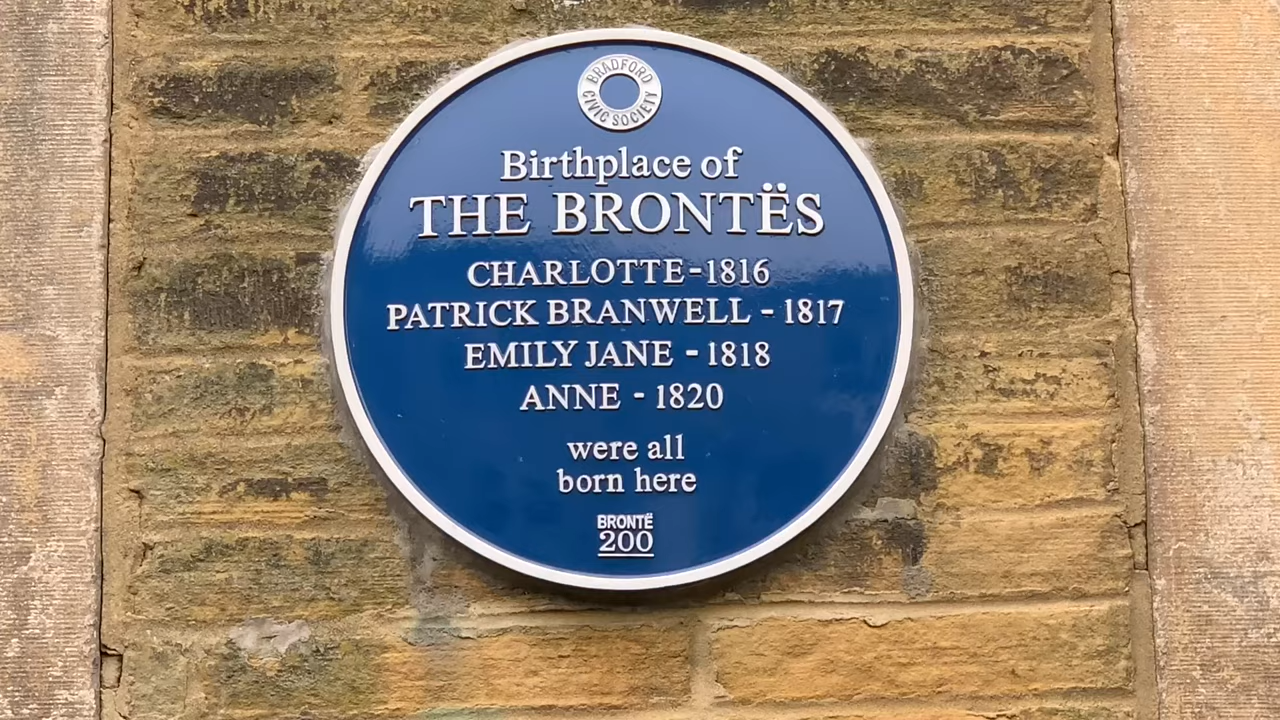 BRADFORD
CIVIC SOCIETY
Birthplace of
THE BRONTËS
CHARLOTTE-1816
PATRICK BRANWELL - 1817
EMILY JANE - 1818
ANNE - 1820
were all
born here
BRONTË
200